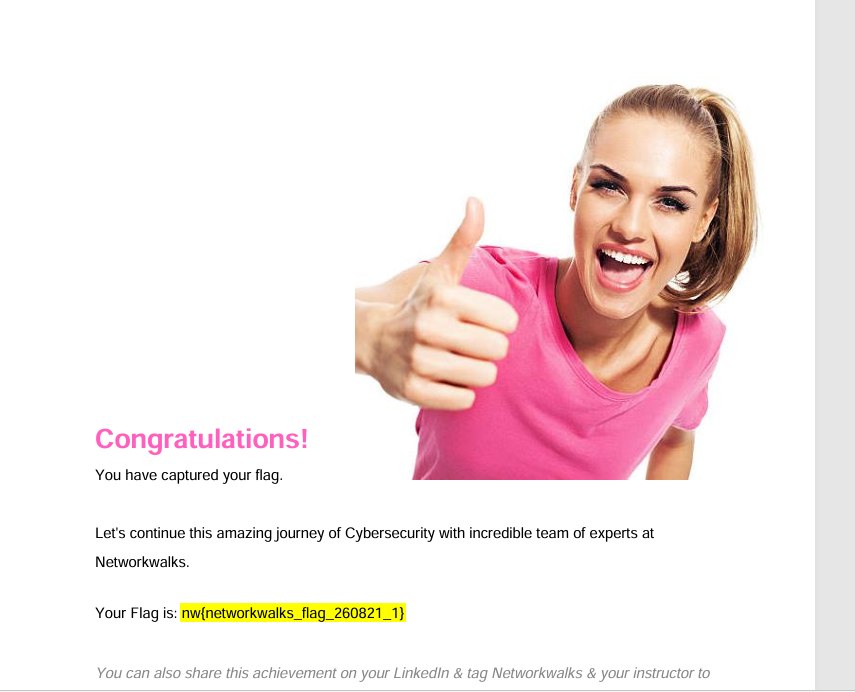 Congratulations!
You have captured your flag.
Let's continue this amazing journey of Cybersecurity with incredible team of experts at
Networkwalks.
Your Flag is: nw{networkwalks_flag_260821_1}
You can also share this achievement on your LinkedIn & tag Networkwalks & your instructor to